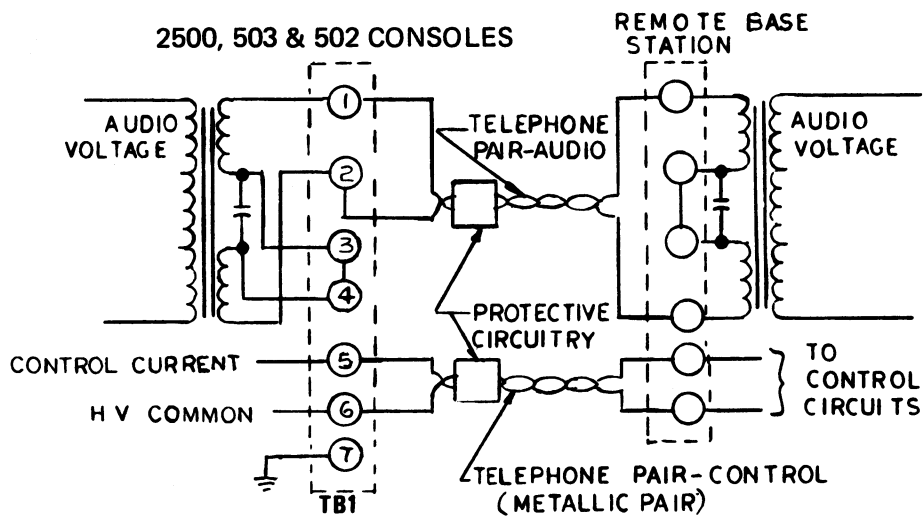 2500, 503 & 502 CONSOLES
REMOTE BASE
STATION
AUDIO
VOLTAGE
1
2
3
4
5
6
7
TELEPHONE
PAIR-AUDIO
AUDIO
VOLTAGE
PROTECTIVE
CIRCUITRY
CONTROL CURRENT
HV COMMON
TO
CONTROL
CIRCUITS
TELEPHONE PAIR-CONTROL
(METALLIC PAIR)
TB1